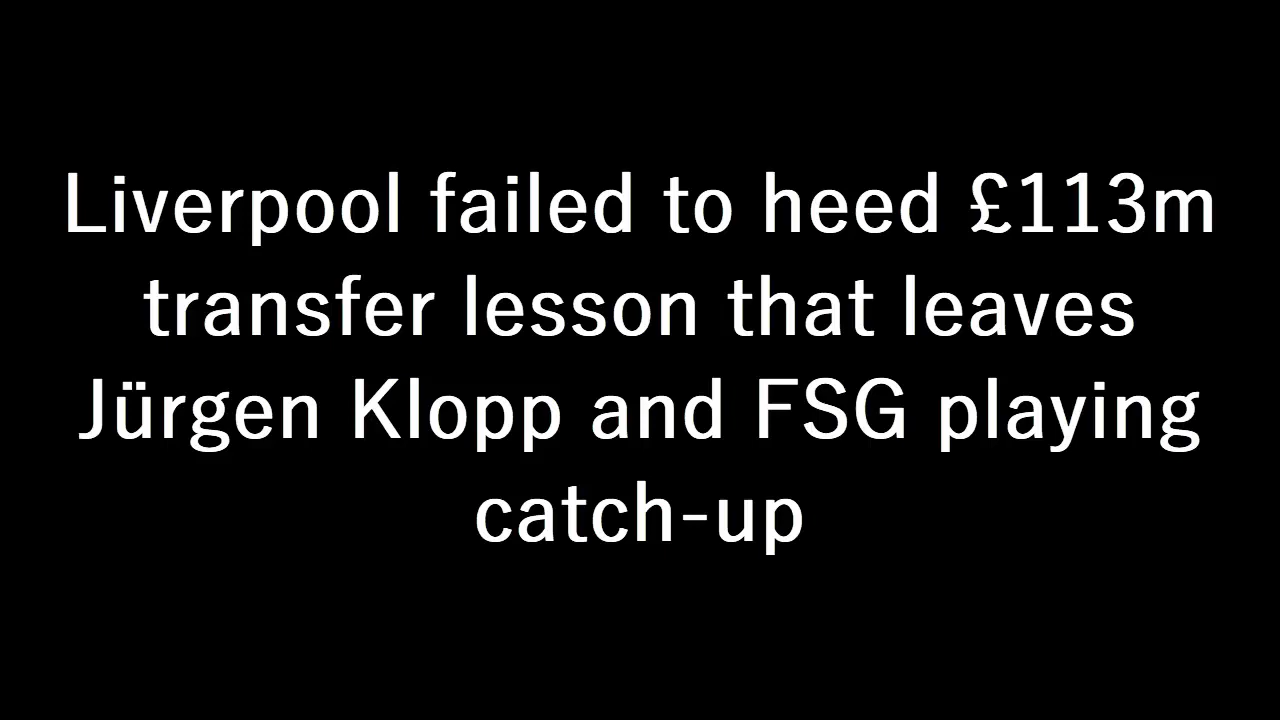 Liverpool failed to heed £113m
transfer lesson that leaves
Jürgen Klopp and FSG playing
catch-up